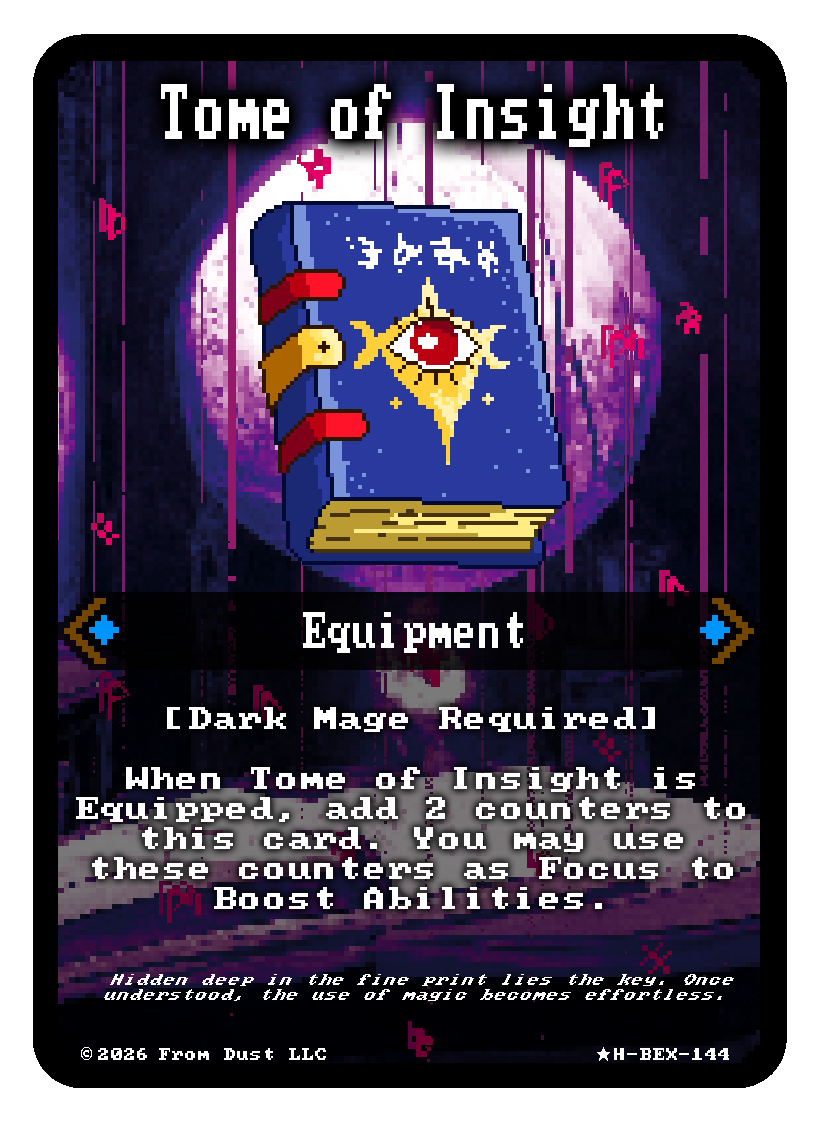 Tome of Insight
Equipment
[Dark Mage Required]
When Tome of Insight is
Equipped, add 2 counters to
this card. You may use
these counters as Focus to
Boost Abilities.
Hidden deep in the fine print lies the key. Once
understood, the use of magic becomes effortless.
©2026 From Dust LLC
★H-BEX-144